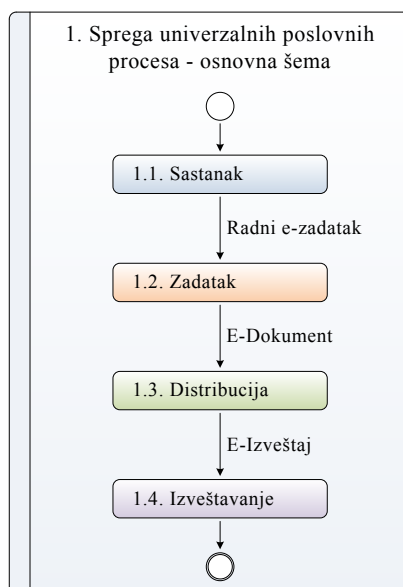 1. Sprega univerzalnih poslovnih
procesa - osnovna šema
1.1. Sastanak
Radni e-zadatak
1.2. Zadatak
E-Dokument
1.3. Distribucija
E-Izveštaj
1.4. Izveštavanje